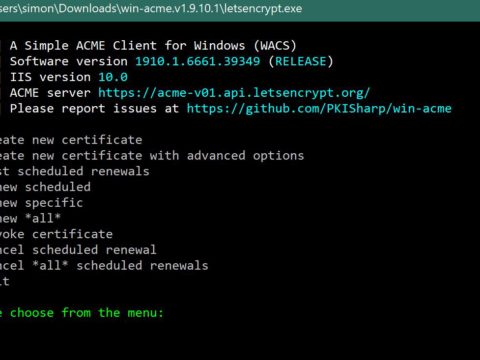 sers\simon\Downloads\win-acme.v1.9.10.1\letsencrypt.exe
A Simple ACME Client for Windows (WACS)
Software version 1910.1.6661.39349 (RELEASE)
IIS version 10.0
ACME server https://acme-v01.api.letsencrypt.org/
Please report issues at https://github.com/PKISharp/win-acme
eate new certificate
eate new certificate with advanced options
st scheduled renewals
new scheduled
new specific
new *all*
voke certificate
ncel scheduled renewal
ncel *all* scheduled renewals
it
e choose from the menu: